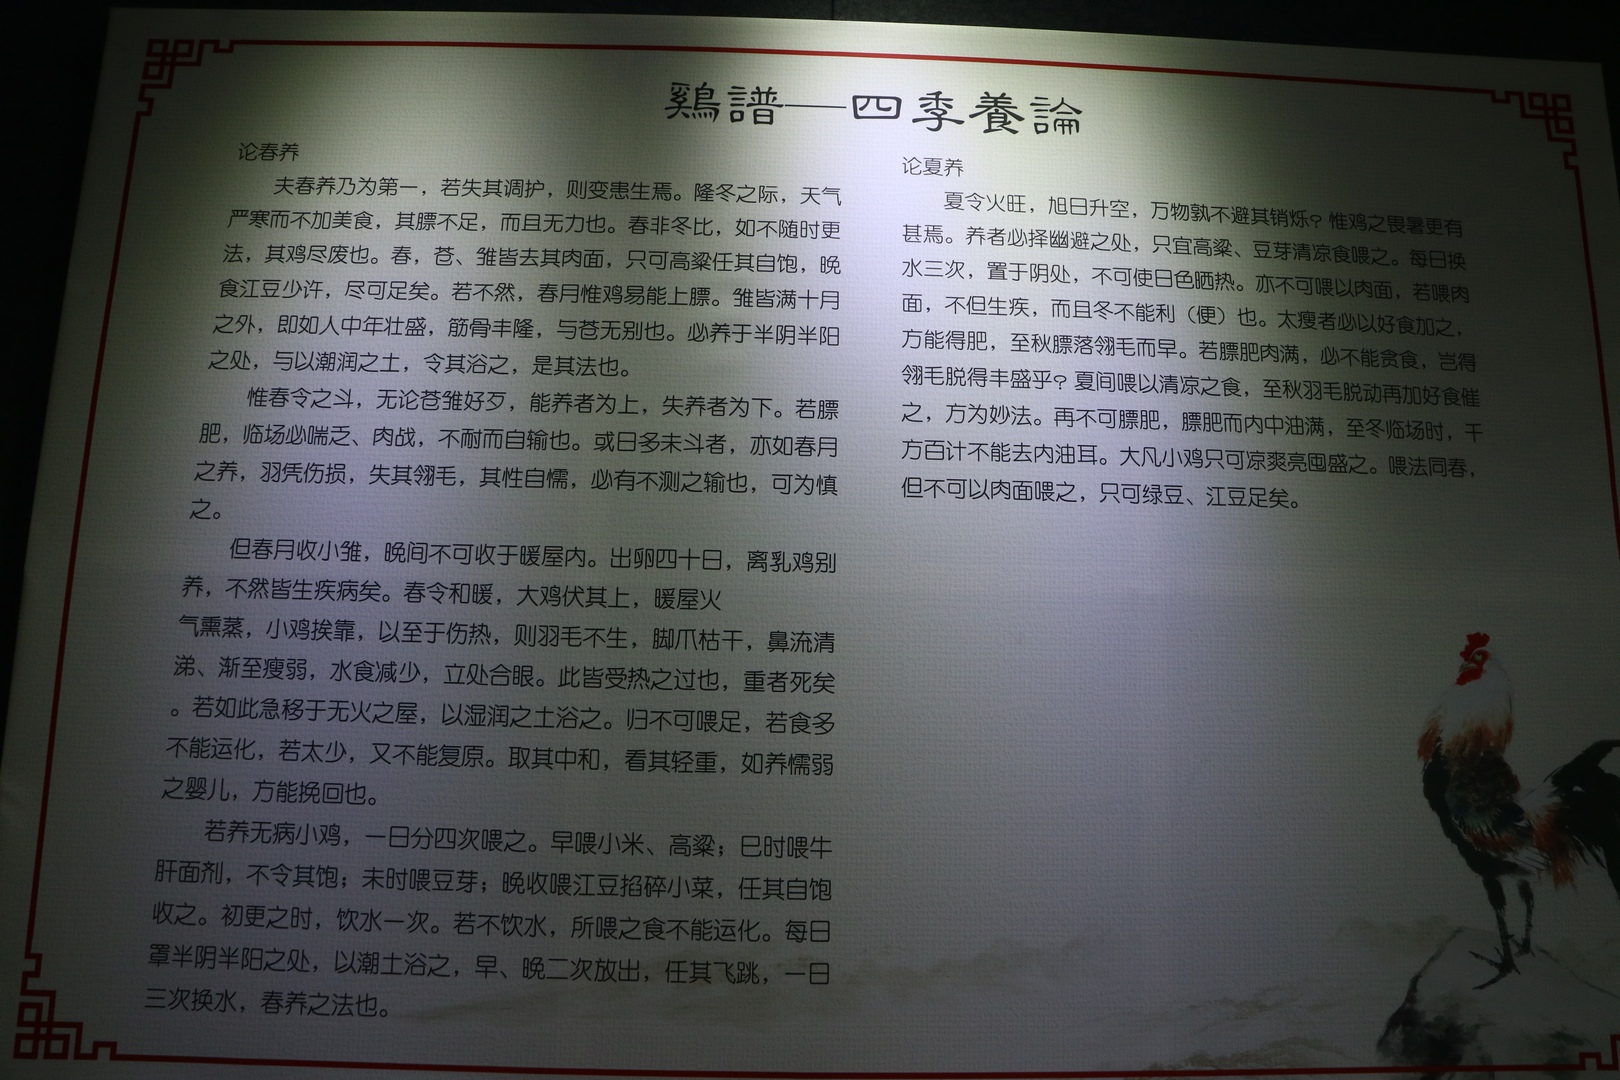 鷄譜——四季養論
论春养
夫春养乃为第一，若失其调护，则变患生焉。隆冬之际，天气
严寒而不加美食，其膘不足，而且无力也。春非冬比，如不随时更
法，其鸡尽废也。春，苍、雏皆去其肉面，只可高粱任其自饱，晚
食江豆少许，尽可足矣。若不然，春月惟鸡易能上膘。雏皆满十月
之外，即如人中年壮盛，筋骨丰隆，与苍无别也。必养于半阴半阳
之处，与以潮润之土，令其浴之，是其法也。
惟春令之斗，无论苍雏好歹，能养者为上，失养者为下。若膘
肥，临场必喘乏、肉战，不耐而自输也。或日多未斗者，亦如春月
之养，羽凭伤损，失其翎毛，其性自懦，必有不测之输也，可为慎
之。
但春月收小雏，晚间不可收于暖屋内。出卵四十日，离乳鸡别
养，不然皆生疾病矣。春令和暖，大鸡伏其上，暖屋火
气熏蒸，小鸡挨靠，以至于伤热，则羽毛不生，脚爪枯干，鼻流清
涕、渐至瘦弱，水食减少，立处合眼。此皆受热之过也，重者死矣
。若如此急移于无火之屋，以湿润之土浴之。归不可喂足，若食多
不能运化，若太少，又不能复原。取其中和，看其轻重，如养懦弱
之婴儿，方能挽回也。
若养无病小鸡，一日分四次喂之。早喂小米、高粱；巳时喂牛
肝面剂，不令其饱；未时喂豆芽；晚收喂江豆掐碎小菜，任其自饱
收之。初更之时，饮水一次。若不饮水，所喂之食不能运化。每日
罩半阴半阳之处，以潮土浴之，早、晚二次放出，任其飞跳，一日
三次换水，春养之法也。
论夏养
夏令火旺，旭日升空，万物孰不避其销烁？惟鸡之畏暑更有
甚焉。养者必择幽避之处，只宜高粱、豆芽清凉食喂之。每日换
水三次，置于阴处，不可使日色晒热。亦不可喂以肉面，若喂肉
面，不但生疾，而且冬不能利（便）也。太瘦者必以好食加之，
方能得肥，至秋膘落翎毛而早。若膘肥肉满，必不能贪食，岂得
翎毛脱得丰盛乎？夏间喂以清凉之食，至秋羽毛脱动再加好食催
之，方为妙法。再不可膘肥，膘肥而内中油满，至冬临场时，千
方百计不能去内油耳。大凡小鸡只可凉爽亮囤盛之。喂法同春，
但不可以肉面喂之，只可绿豆、江豆足矣。